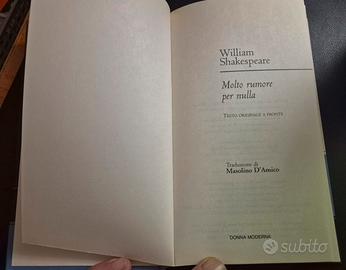 William
Shakespeare
Molto rumore
per nulla
TESTO ORIGINALE A FRONTE
Traduzione di
Masolino D'Amico
DONNA MODERNA
subito